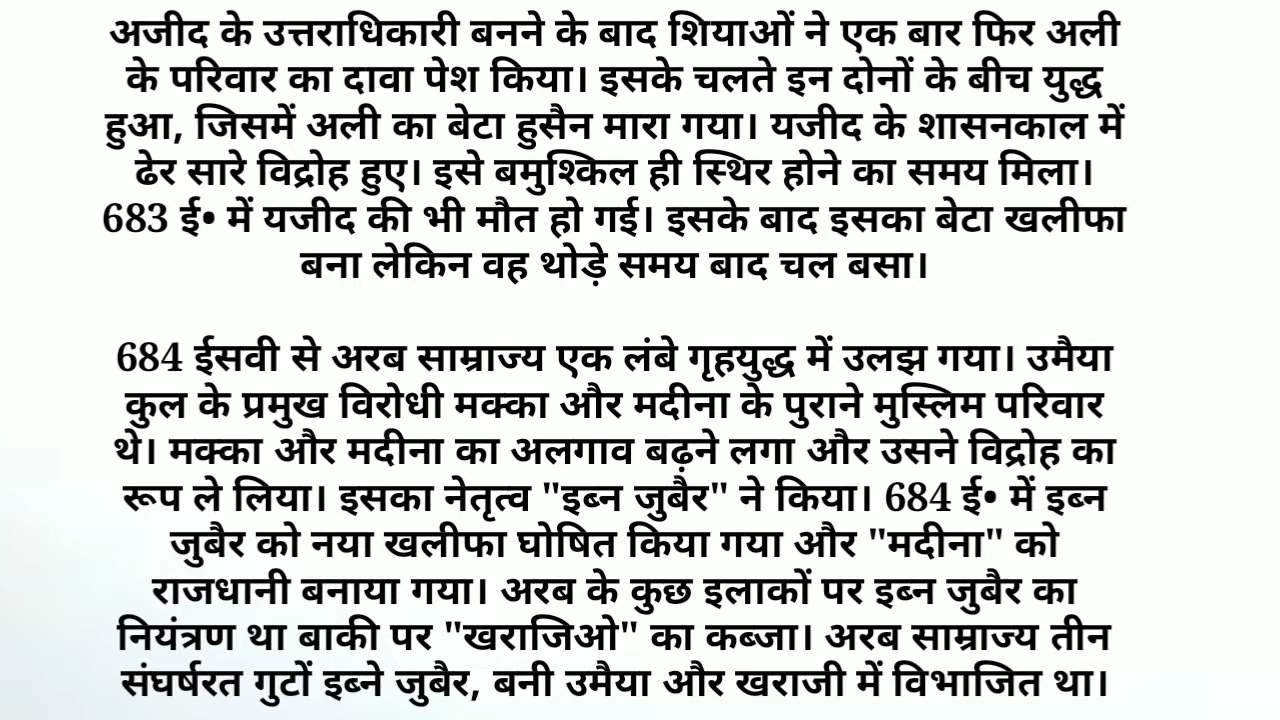 अजीद के उत्तराधिकारी बनने के बाद शियाओं ने एक बार फिर अली
के परिवार का दावा पेश किया। इसके चलते इन दोनों के बीच युद्ध
हुआ, जिसमें अली का बेटा हुसैन मारा गया। यजीद के शासनकाल में
ढेर सारे विद्रोह हुए। इसे बमुश्किल ही स्थिर होने का समय मिला।
683 ई• में यजीद की भी मौत हो गई। इसके बाद इसका बेटा खलीफा
बना लेकिन वह थोड़े समय बाद चल बसा।
684 ईसवी से अरब साम्राज्य एक लंबे गृहयुद्ध में उलझ गया। उमैया
कुल के प्रमुख विरोधी मक्का और मदीना के पुराने मुस्लिम परिवार
थे। मक्का और मदीना का अलगाव बढ़ने लगा और उसने विद्रोह का
रूप ले लिया। इसका नेतृत्व "इब्न जुबैर" ने किया। 684 ई• में इब्न
जुबैर को नया खलीफा घोषित किया गया और "मदीना" को
राजधानी बनाया गया। अरब के कुछ इलाकों पर इब्न जुबैर का
नियंत्रण था बाकी पर "खराजिओ" का कब्जा। अरब साम्राज्य तीन
संघर्षरत गुटों इब्ने जुबैर, बनी उमैया और खराजी में विभाजित था।